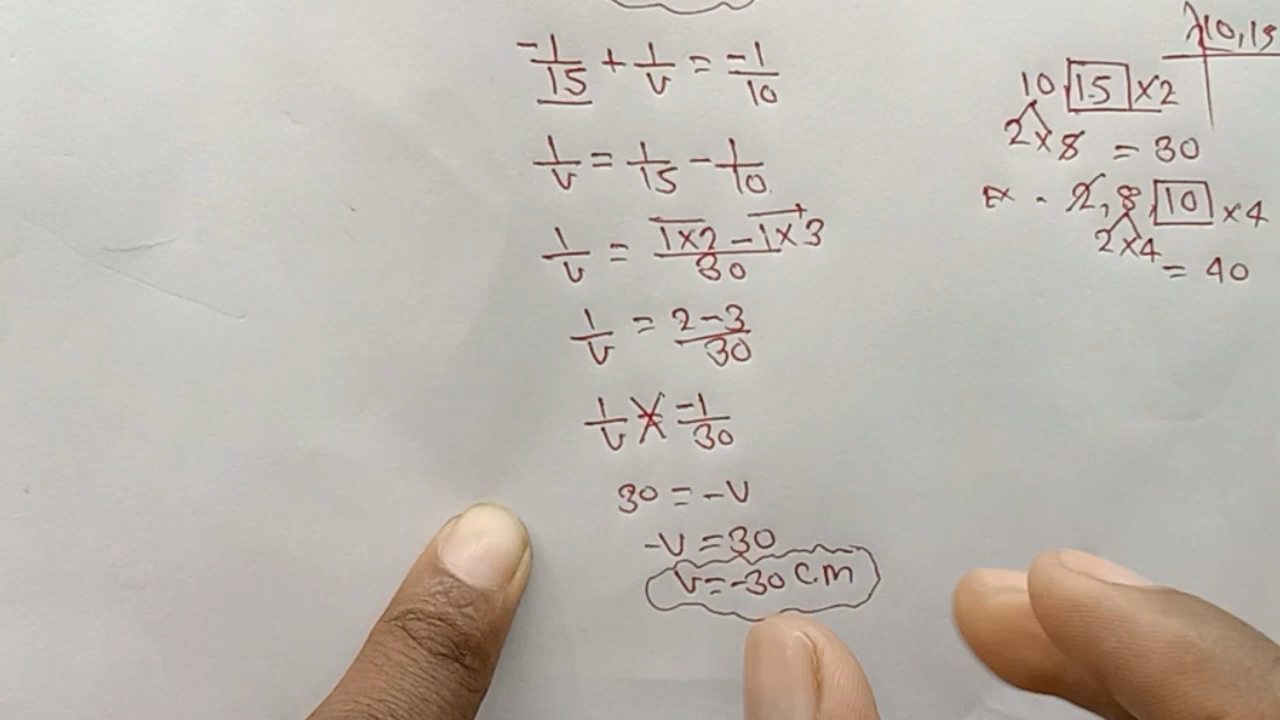 -1/15 + 1/v = -1/10
1/v = 1/15 - 1/10
1/v = 1×2 - 1×3/30
1/v = 2-3/30
1/v = -1/30
30 = -v
-v = 30
v = -30 cm
10, 15
10, 15 ×2
2×8 = 30
Ex - 2, 8, 10 ×4
2×4
= 40